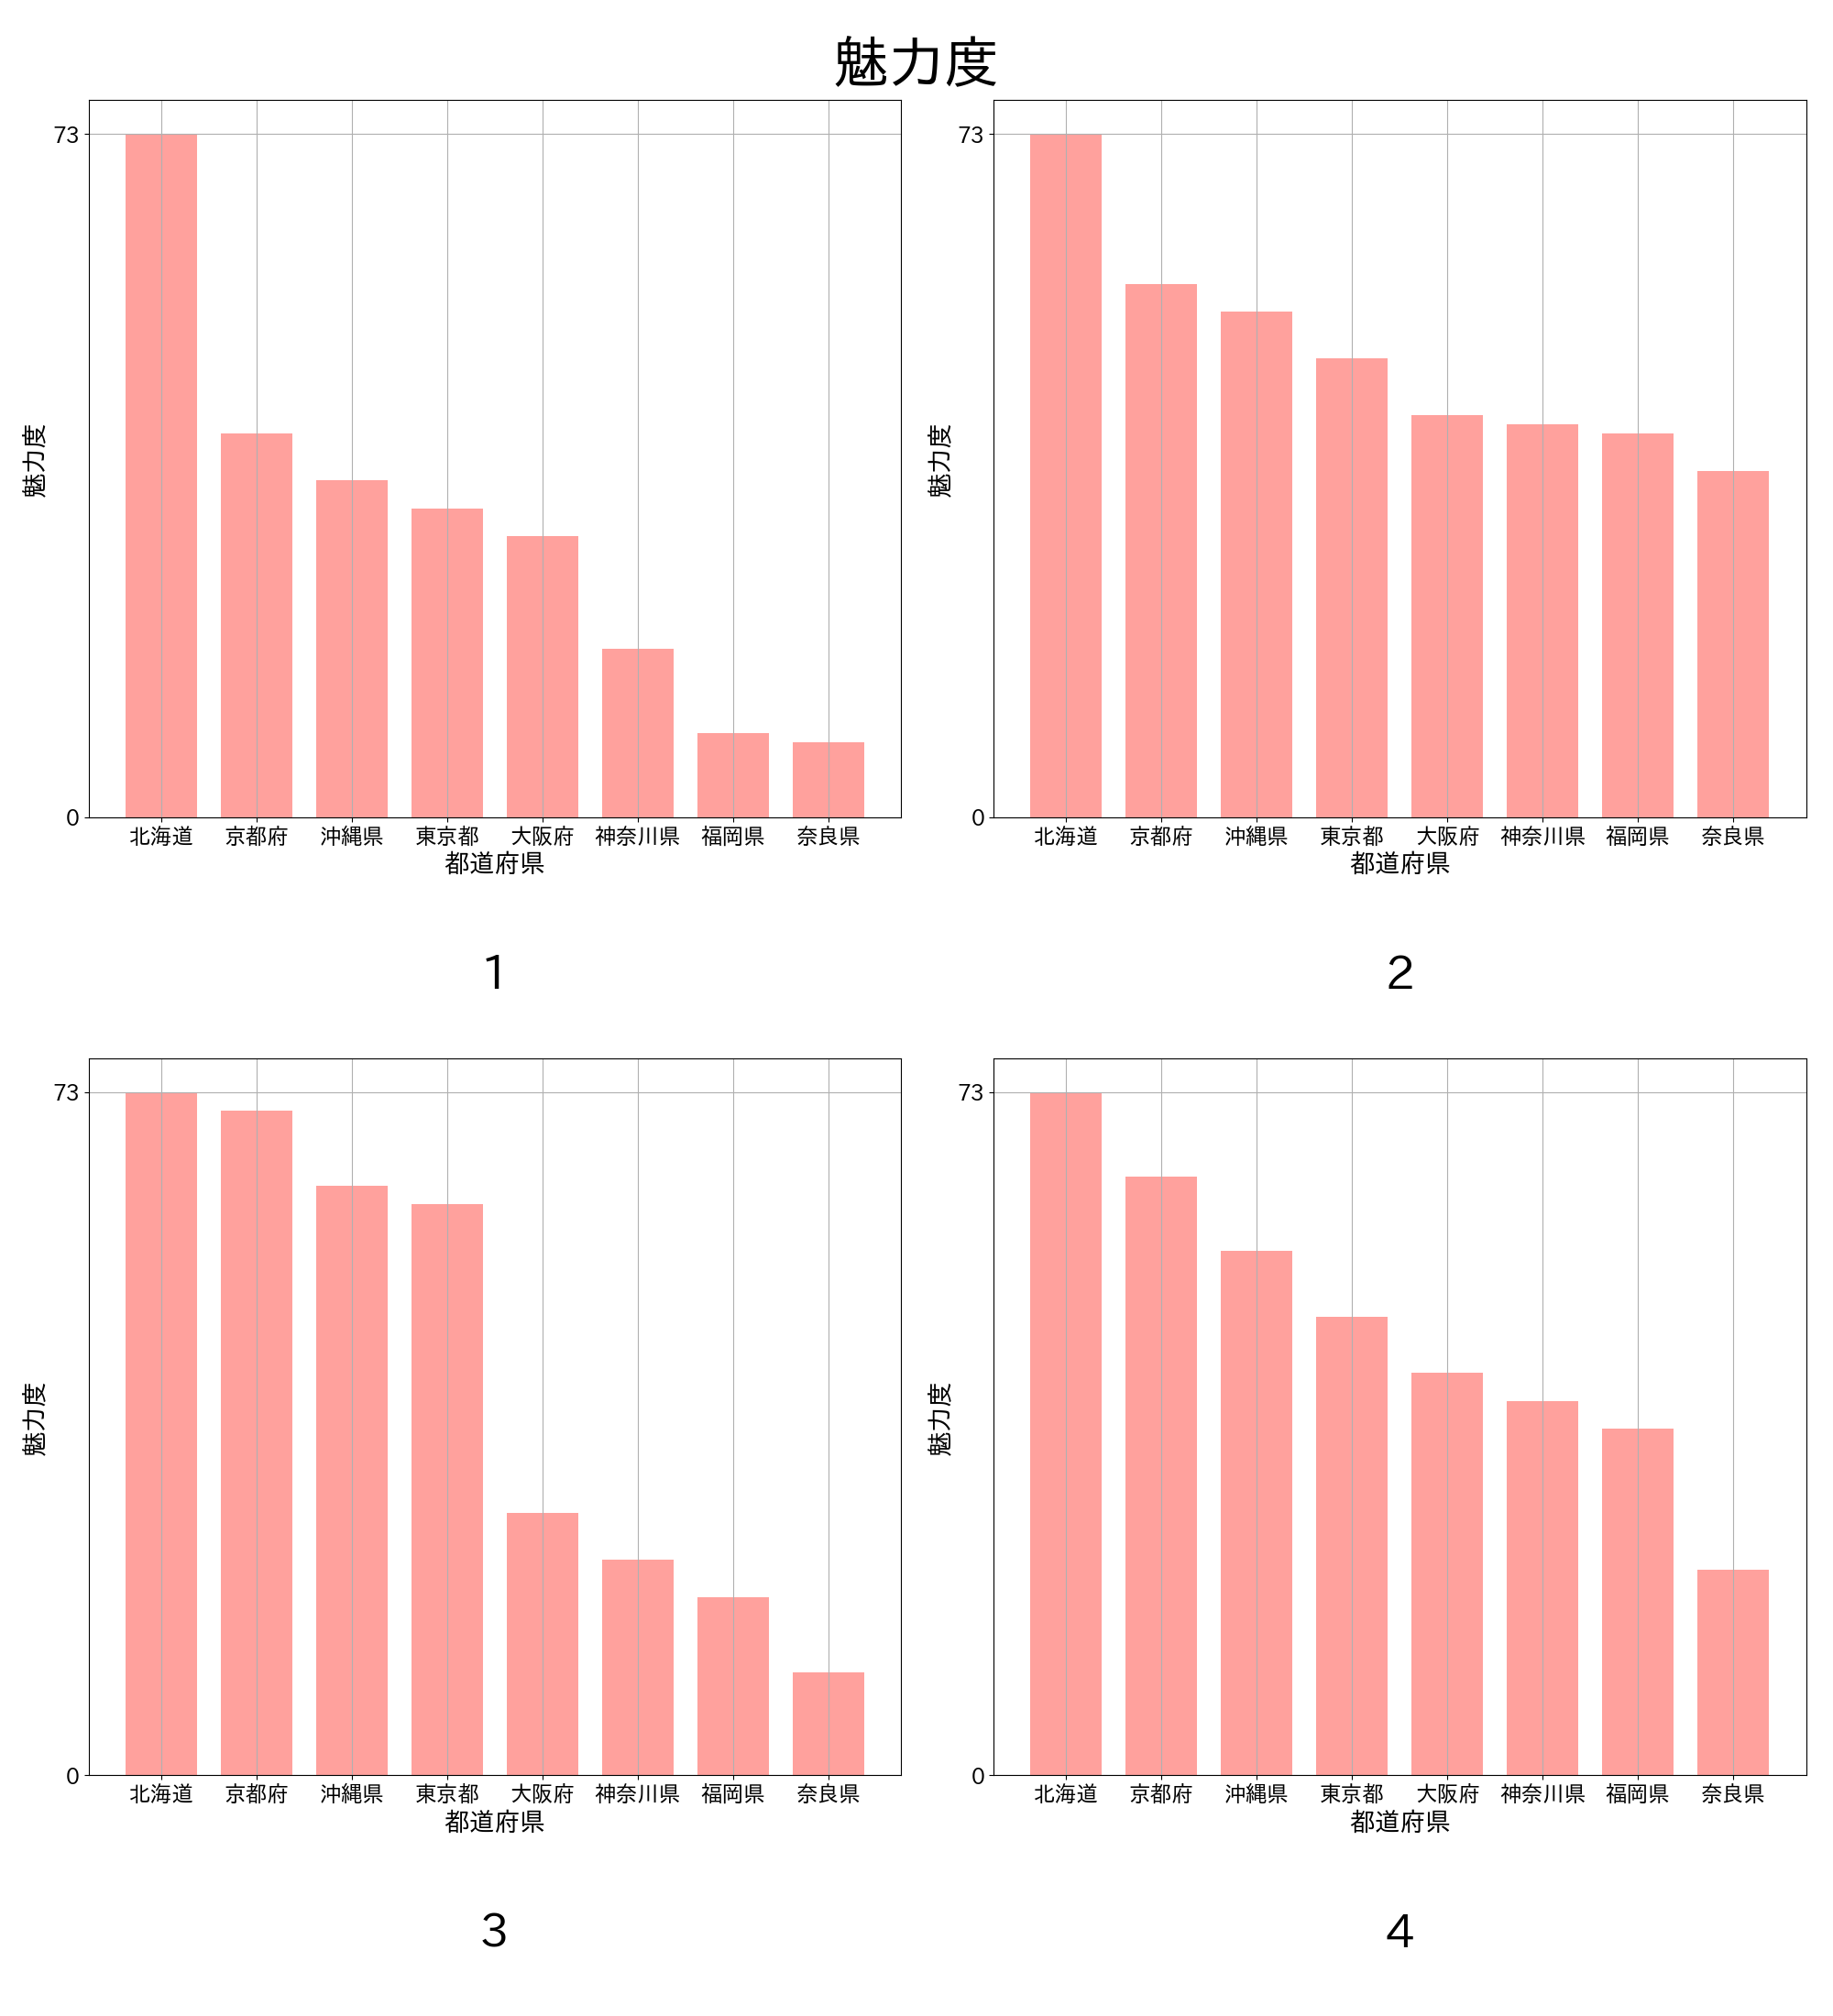 魅力度
73
0
魅力度
北海道 京都府 沖縄県 東京都 大阪府 神奈川県 福岡県 奈良県
都道府県
1
73
0
魅力度
北海道 京都府 沖縄県 東京都 大阪府 神奈川県 福岡県 奈良県
都道府県
2
73
0
魅力度
北海道 京都府 沖縄県 東京都 大阪府 神奈川県 福岡県 奈良県
都道府県
3
73
0
魅力度
北海道 京都府 沖縄県 東京都 大阪府 神奈川県 福岡県 奈良県
都道府県
4